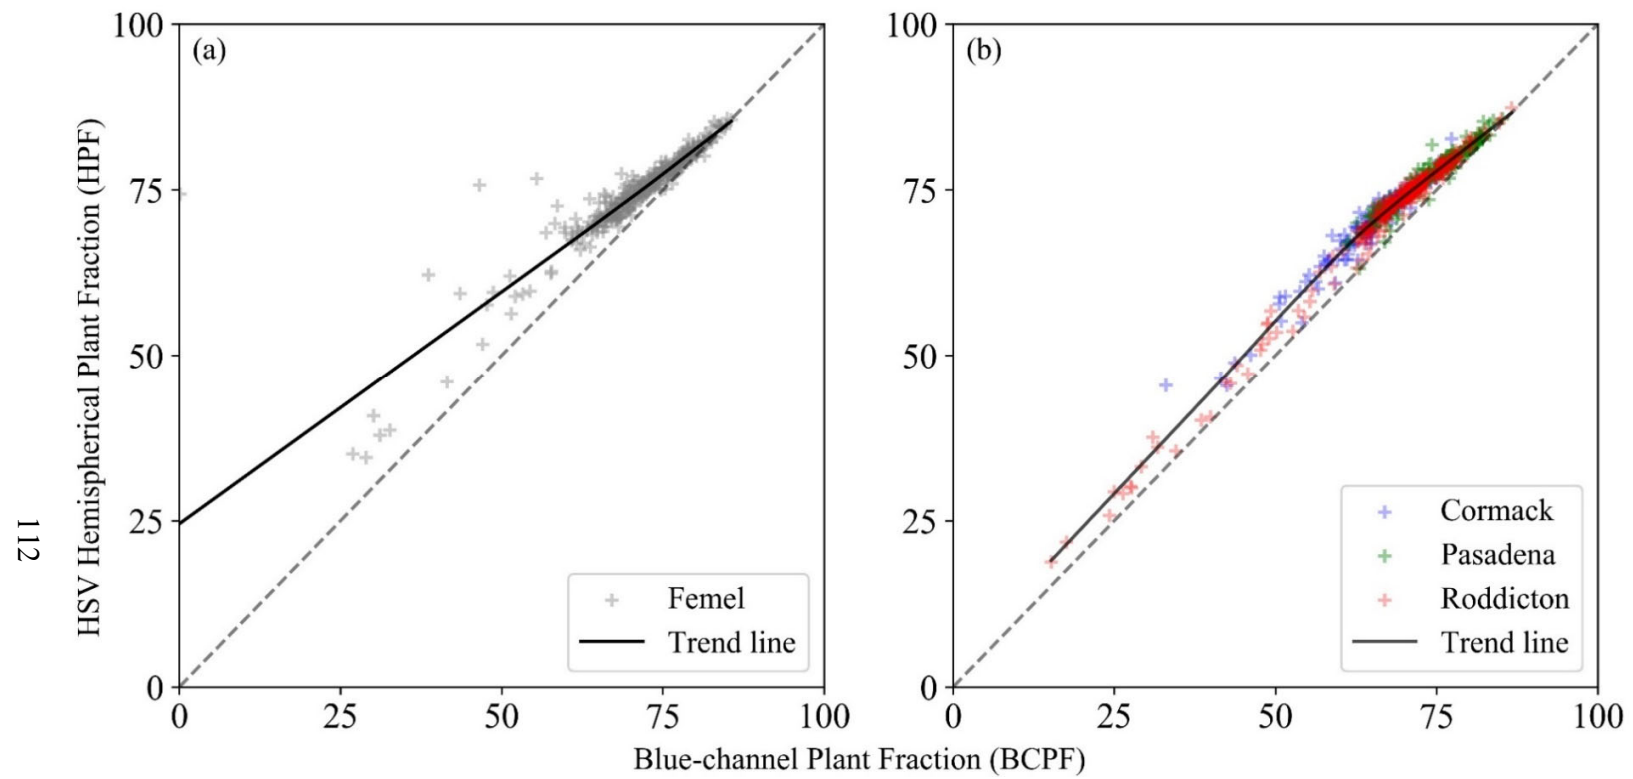 112
HSV Hemispherical Plant Fraction (HPF)
(a)
100
75
50
25
0
0 25 50 75 100
Femel
Trend line
(b)
100
75
50
25
0
0 25 50 75 100
Cormack
Pasadena
Roddicton
Trend line
Blue-channel Plant Fraction (BCPF)